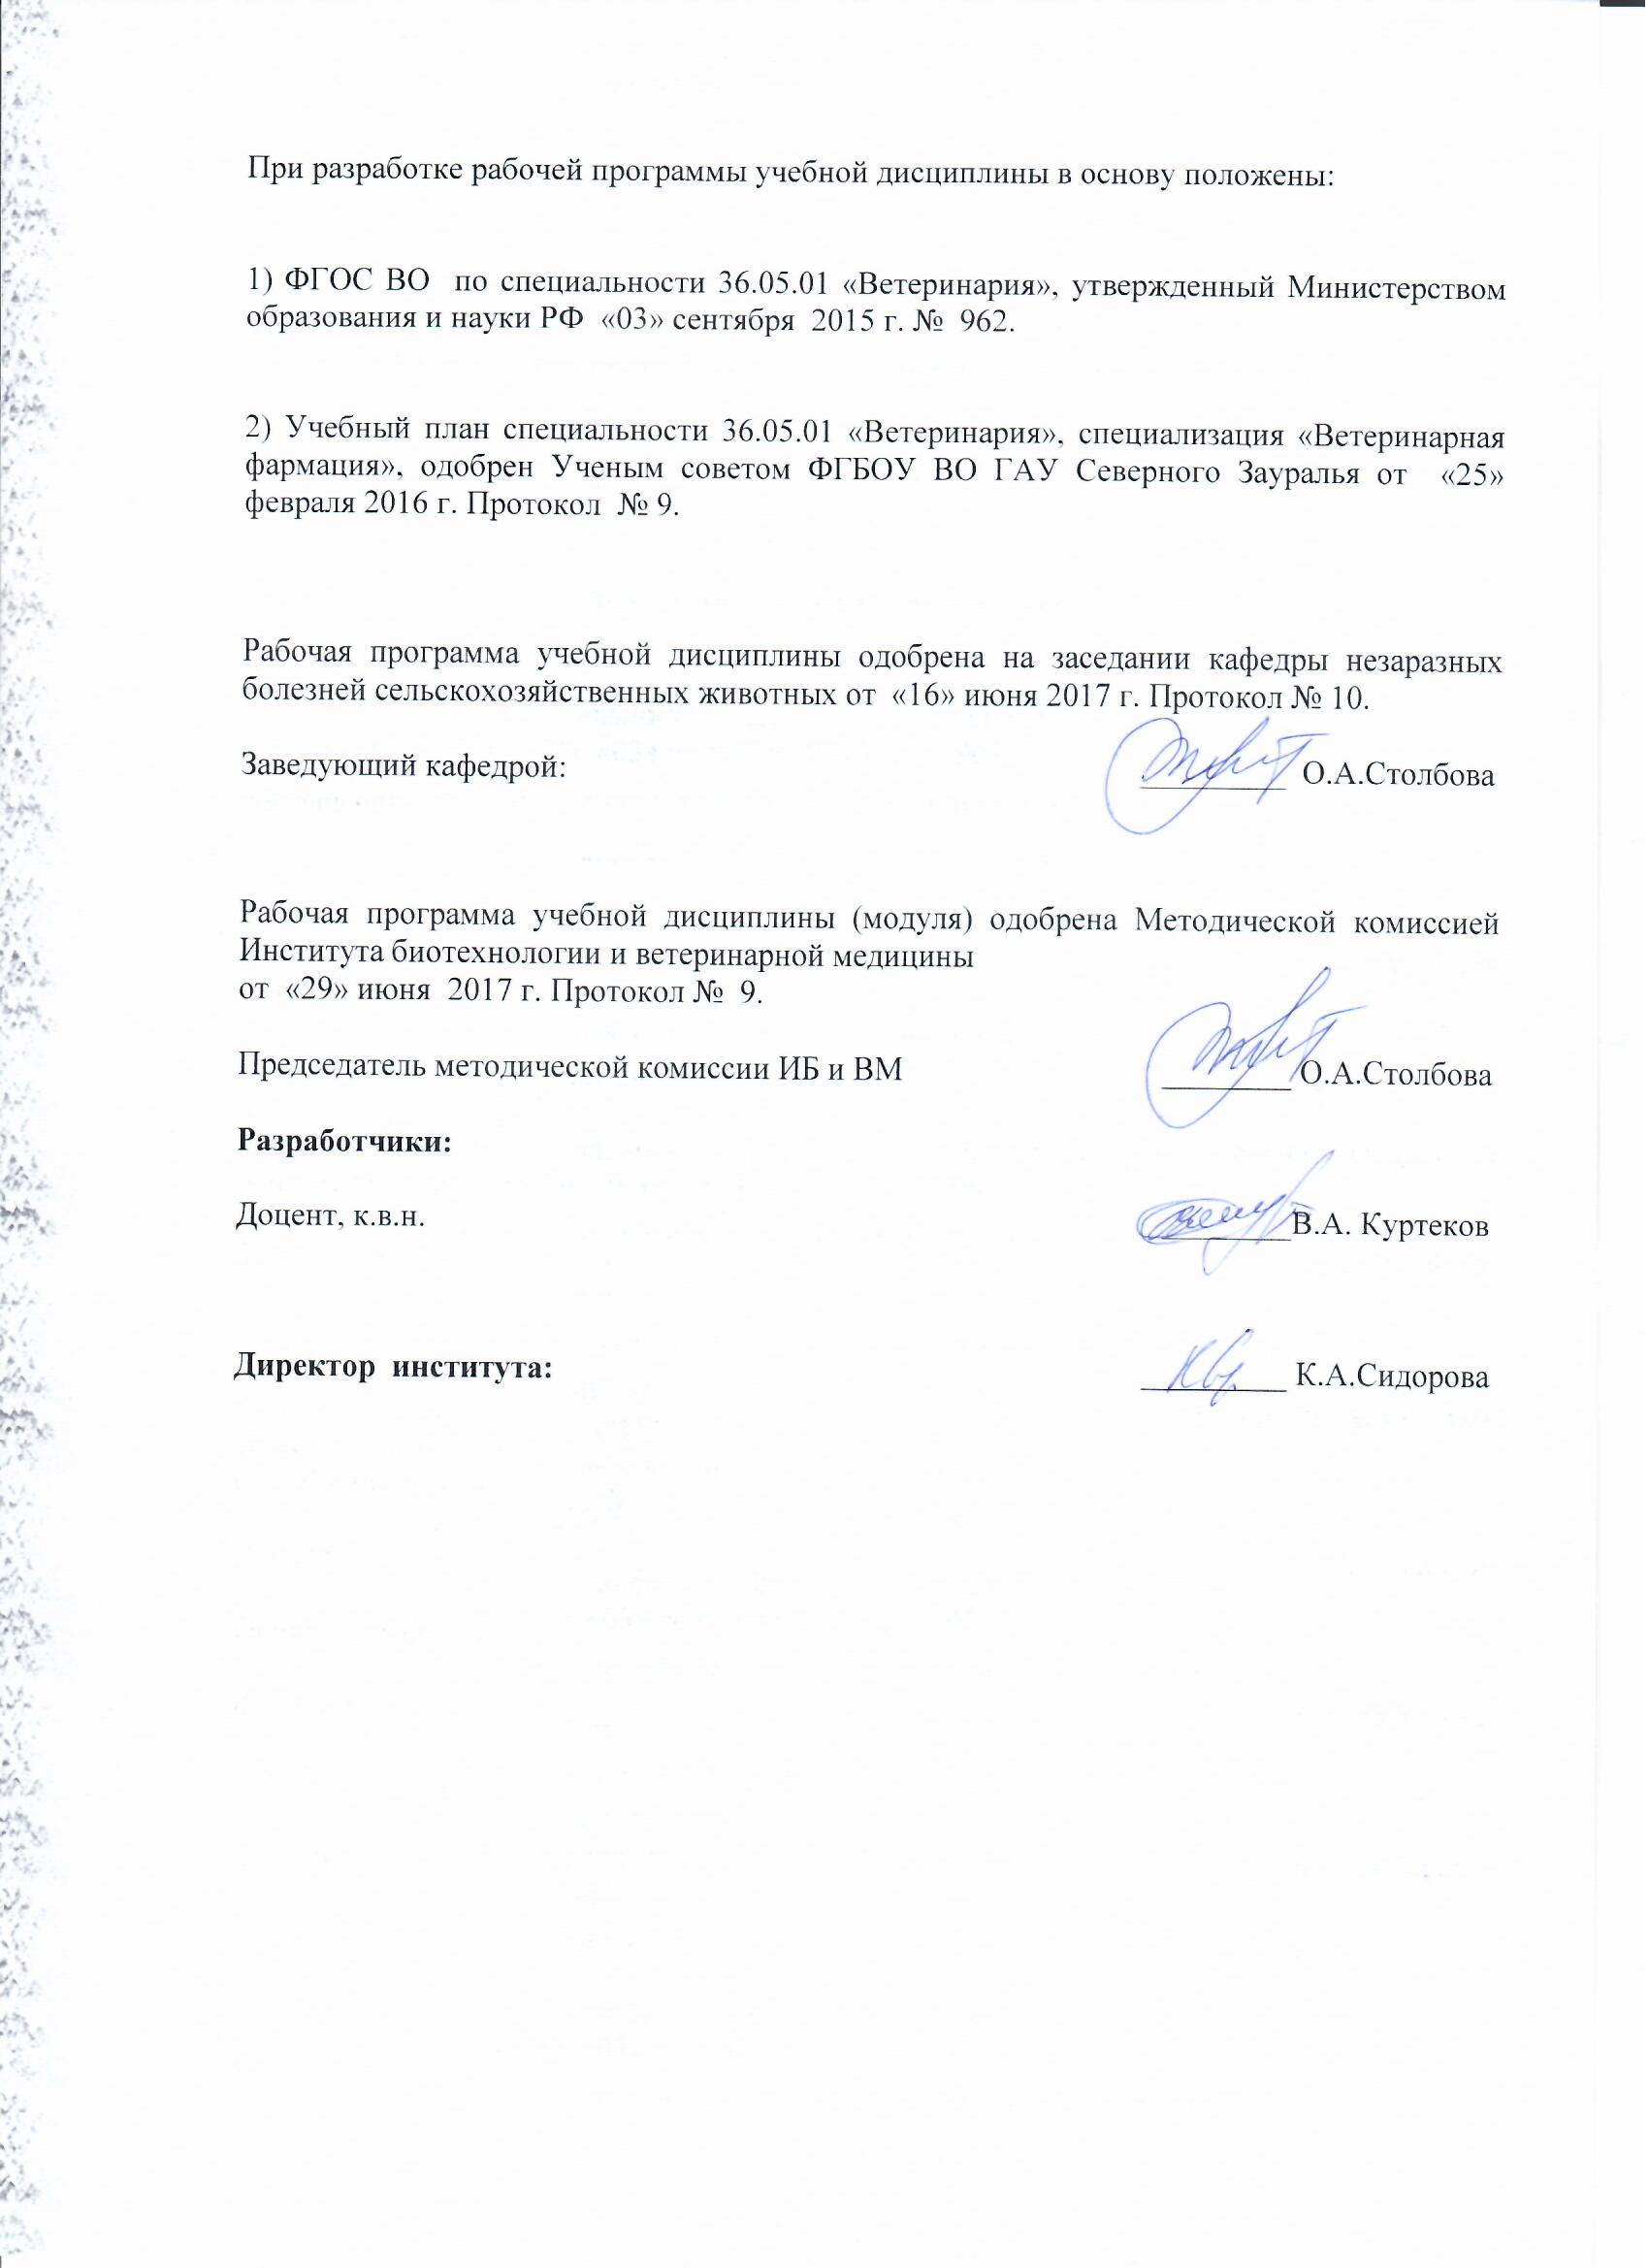 При разработке рабочей программы учебной дисциплины в основу положены:
1) ФГОС ВО по специальности 36.05.01 «Ветеринария», утвержденный Министерством
образования и науки РФ «03» сентября 2015 г. № 962.
2) Учебный план специальности 36.05.01 «Ветеринария», специализация «Ветеринарная
фармация», одобрен Ученым советом ФГБОУ ВО ГАУ Северного Зауралья от «25»
февраля 2016 г. Протокол № 9.
Рабочая программа учебной дисциплины одобрена на заседании кафедры незаразных
болезней сельскохозяйственных животных от «16» июня 2017 г. Протокол № 10.
Заведующий кафедрой: _________ О.А.Столбова
Рабочая программа учебной дисциплины (модуля) одобрена Методической комиссией
Института биотехнологии и ветеринарной медицины
от «29» июня 2017 г. Протокол № 9.
Председатель методической комиссии ИБ и ВМ ________ О.А.Столбова
Разработчики:
Доцент, к.в.н. _________В.А. Куртеков
Директор института: _________ К.А.Сидорова